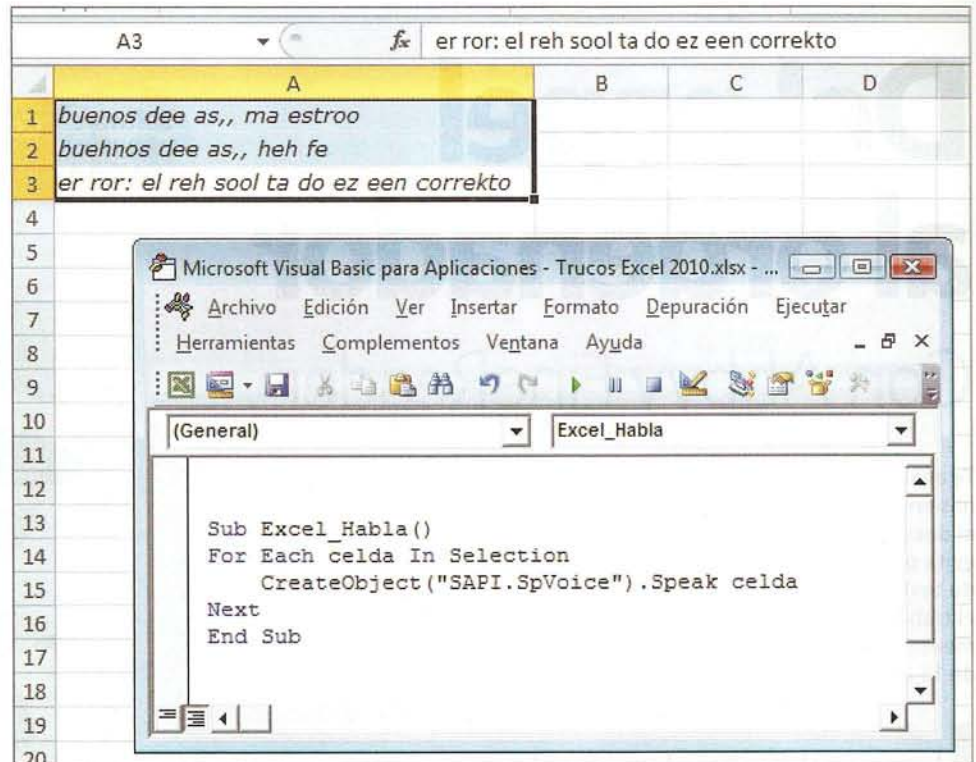 A3 fx er ror: el reh sool ta do ez een correkto
A B C D
1 buenos dee as,, ma estroo
2 buehnos dee as,, heh fe
3 er ror: el reh sool ta do ez een correkto
4
5
6
7
8
9
10
11
12
13
14
15
16
17
18
19
20
Microsoft Visual Basic para Aplicaciones - Trucos Excel 2010.xlsx - ...
Archivo Edición Ver Insertar Formato Depuración Ejecutar
Herramientas Complementos Ventana Ayuda
(General) Excel_Habla
Sub Excel_Habla()
For Each celda In Selection
CreateObject("SAPI.SpVoice").Speak celda
Next
End Sub